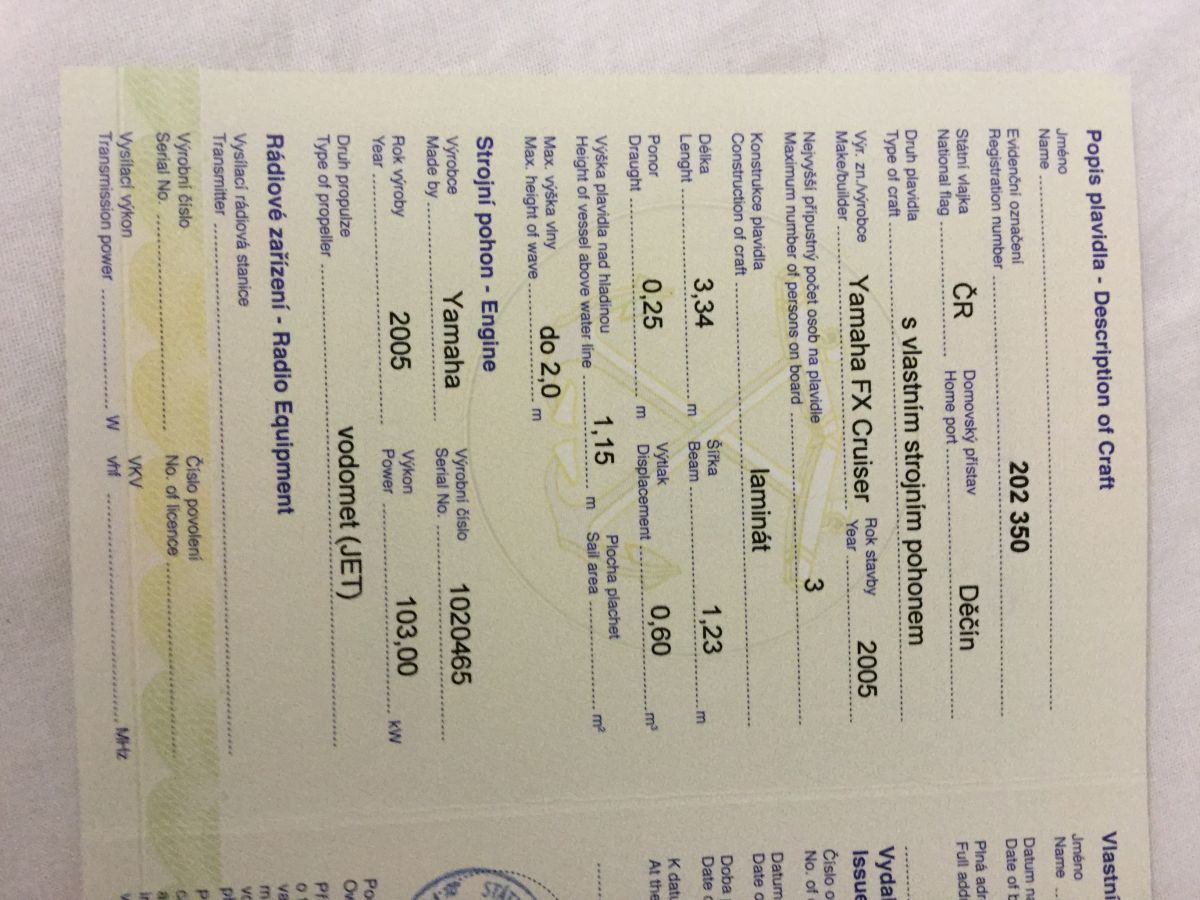 Popis plavidla - Description of Craft
Jméno
Name
Evidenční označení
Registration number 202 350
Státní vlajka Domovský přístav
National flag ČR Home port Děčín
Druh plavidla
Type of craft s vlastním strojním pohonem
Výr. zn./výrobce Rok stavby
Make/builder Yamaha FX Cruiser Year 2005
Nejvyšší přípustný počet osob na plavidle
Maximum number of persons on board 3
Konstrukce plavidla
Construction of craft laminát
Délka Šířka
Lenght 3,34 m Beam 1,23 m
Ponor Výtlak
Draught 0,25 m Displacement 0,60 m³
Výška plavidla nad hladinou Plocha plachet
Height of vessel above water line 1,15 m Sail area m²
Max. výška vlny
Max. height of wave do 2,0 m
Strojní pohon - Engine
Výrobce Výrobní číslo
Made by Yamaha Serial No. 1020465
Rok výroby Výkon
Year 2005 Power 103,00 kW
Druh propulze
Type of propeller vodomet (JET)
Rádiové zařízení - Radio Equipment
Vysílací rádiová stanice
Transmitter
Výrobní číslo Číslo povolení
Serial No. No. of licence
Vysílací výkon VKV
Transmission power W vhf MHz
Vlastní
Jméno
Name
Datum na
Date of b
Plná adr
Full addr
Vydal
Issue
Číslo o
No. of
Datum
Date o
Doba
Date o
K datu
At the
STÁT